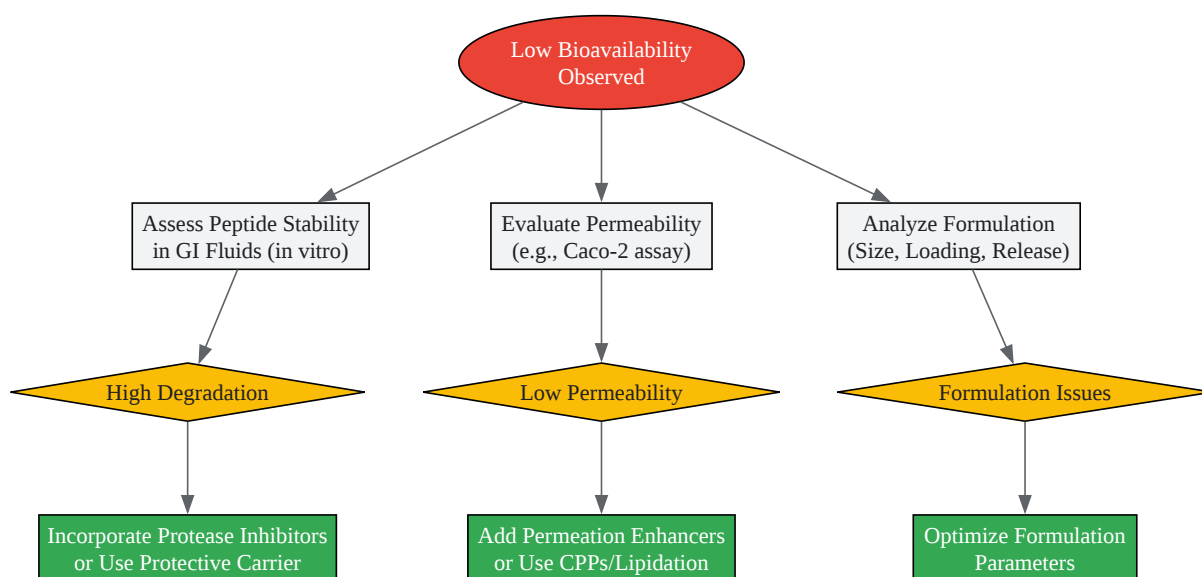 Low Bioavailability
Observed
Assess Peptide Stability
in GI Fluids (in vitro)
Evaluate Permeability
(e.g., Caco-2 assay)
Analyze Formulation
(Size, Loading, Release)
High Degradation
Low Permeability
Formulation Issues
Incorporate Protease Inhibitors
or Use Protective Carrier
Add Permeation Enhancers
or Use CPPs/Lipidation
Optimize Formulation
Parameters